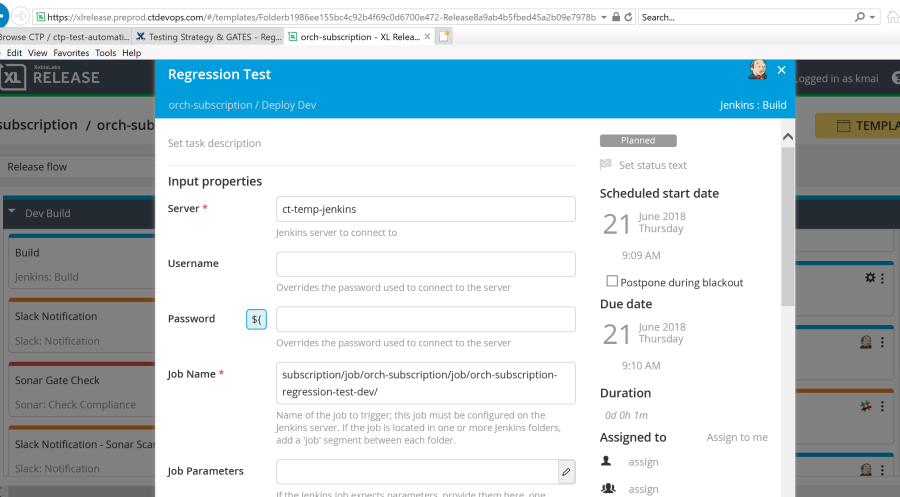 https://xlrelease.preprod.ctdevops.com/#/templates/Folderb1986ee155bc4c92b4f69c0d6700e472-Release8a9ab4b5fbed45a2b09e7978b
Search...
Browse CTP / ctp-test-automati...
Testing Strategy & GATES - Reg...
orch-subscription - XL Relea...
Edit View Favorites Tools Help
XL
XebiaLabs
RELEASE
Logged in as kmai
subscription / orch-sub
TEMPLA
Release flow
Dev Build
Build
Jenkins: Build
Slack Notification
Slack: Notification
Sonar Gate Check
Sonar: Check Compliance
Slack Notification - Sonar Scan
Slack: Notification
Regression Test
orch-subscription / Deploy Dev
Jenkins : Build
Set task description
Input properties
Server *
ct-temp-jenkins
Jenkins server to connect to
Username
Overrides the password used to connect to the server
Password
${
Overrides the password used to connect to the server
Job Name *
subscription/job/orch-subscription/job/orch-subscription-
regression-test-dev/
Name of the job to trigger; this job must be configured on the
Jenkins server. If the job is located in one or more Jenkins folders,
add a 'job' segment between each folder.
Job Parameters
If the Jenkins job expects parameters, provide them here, one
Planned
Set status text
Scheduled start date
21
June 2018
Thursday
9:09 AM
Postpone during blackout
Due date
21
June 2018
Thursday
9:10 AM
Duration
0d 0h 1m
Assigned to
Assign to me
assign
assign